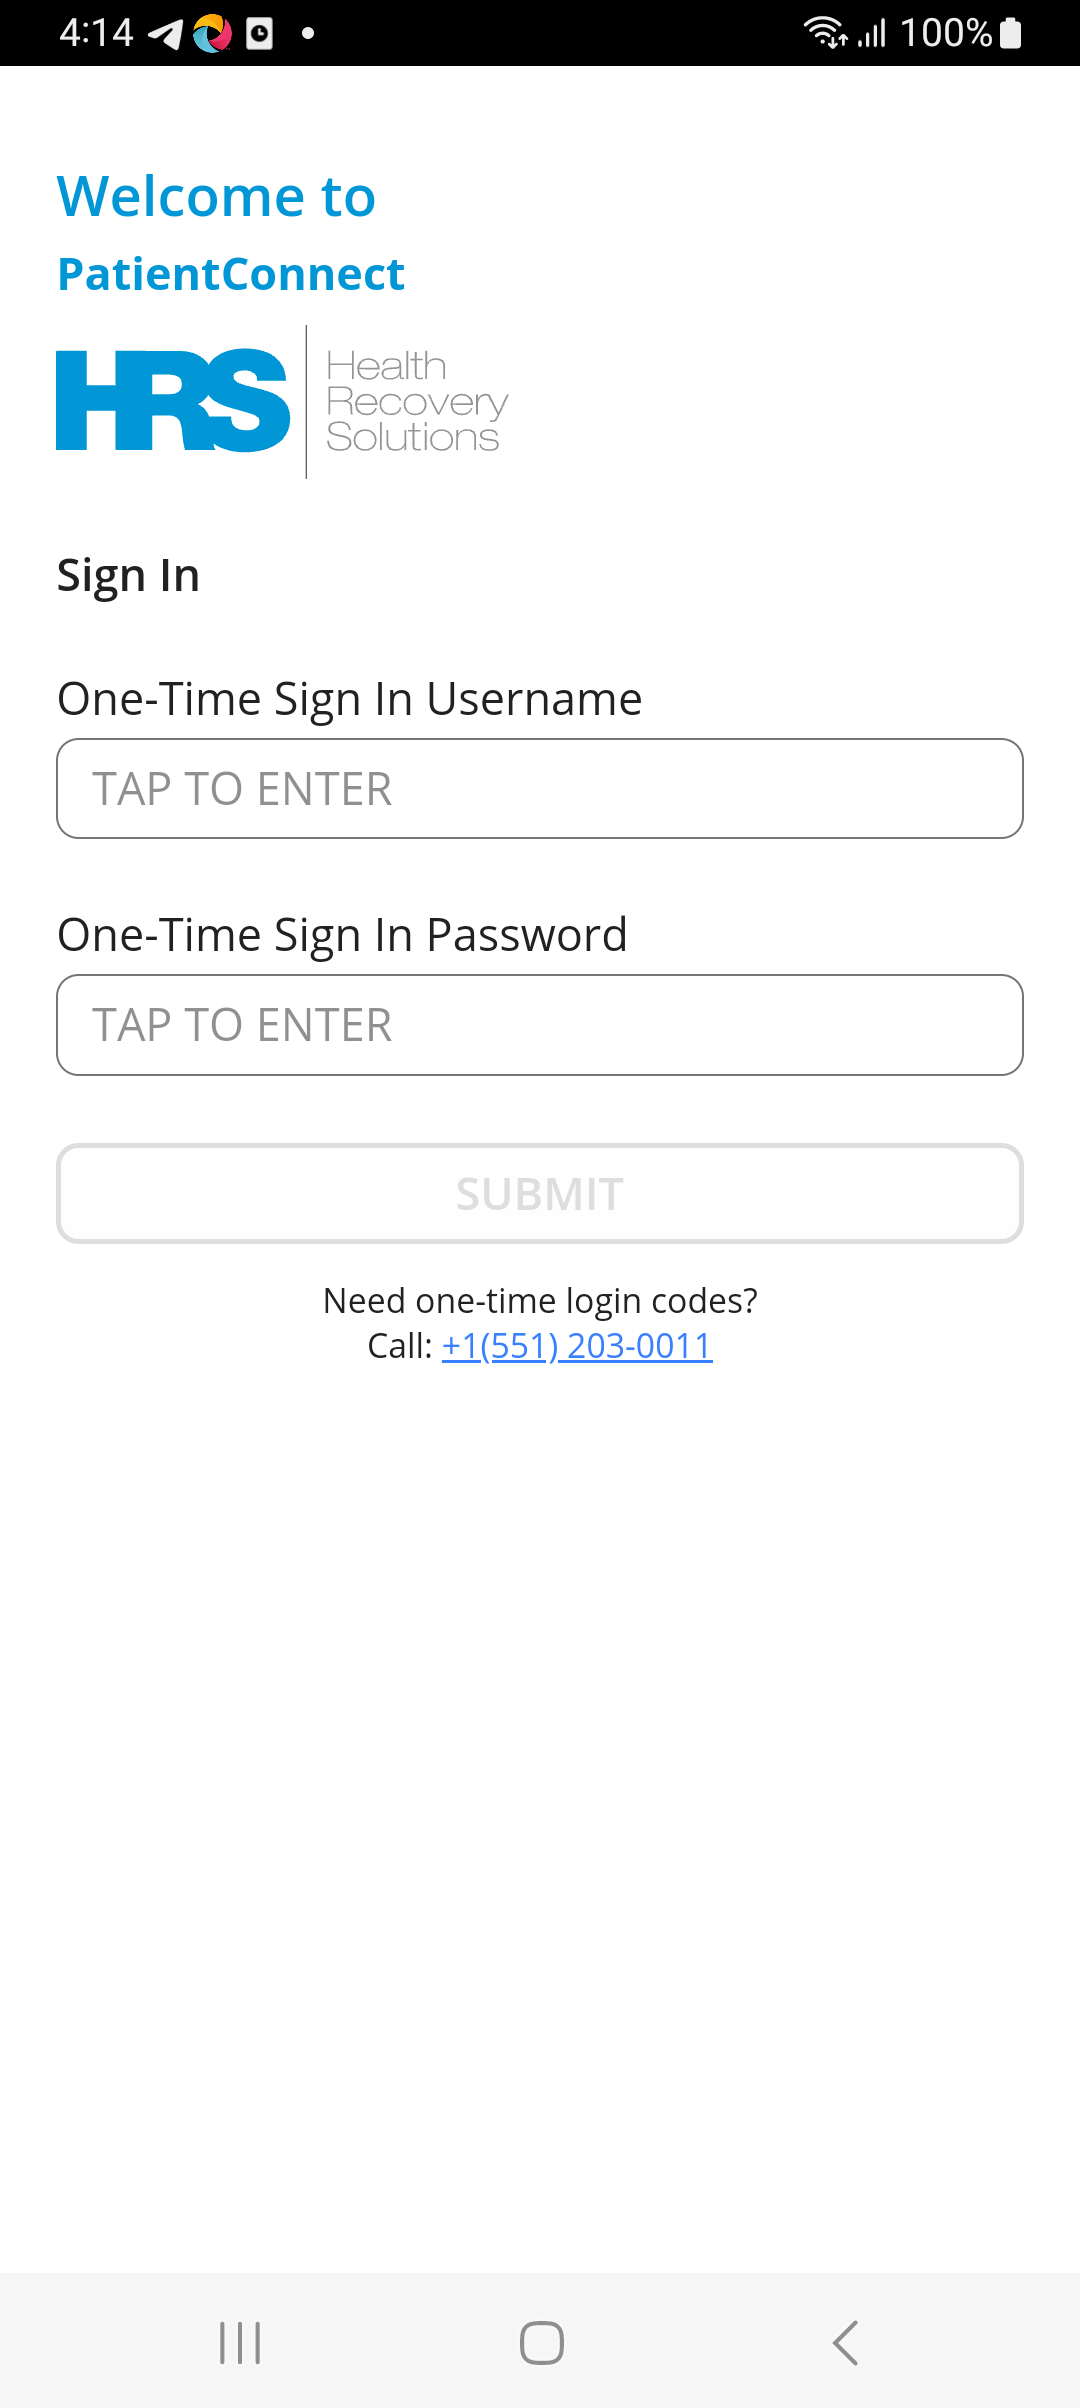 4:14
100%
Welcome to
PatientConnect
HRS
Health
Recovery
Solutions
Sign In
One-Time Sign In Username
TAP TO ENTER
One-Time Sign In Password
TAP TO ENTER
SUBMIT
Need one-time login codes?
Call: +1(551) 203-0011